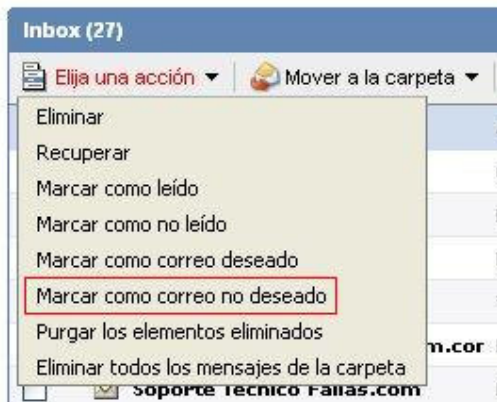 Inbox (27)
Elija una acción Mover a la carpeta
Eliminar
Recuperar
Marcar como leído
Marcar como no leído
Marcar como correo deseado
Marcar como correo no deseado
Purgar los elementos eliminados
m.cor
Eliminar todos los mensajes de la carpeta
Soporte Tecnico Fallas.com